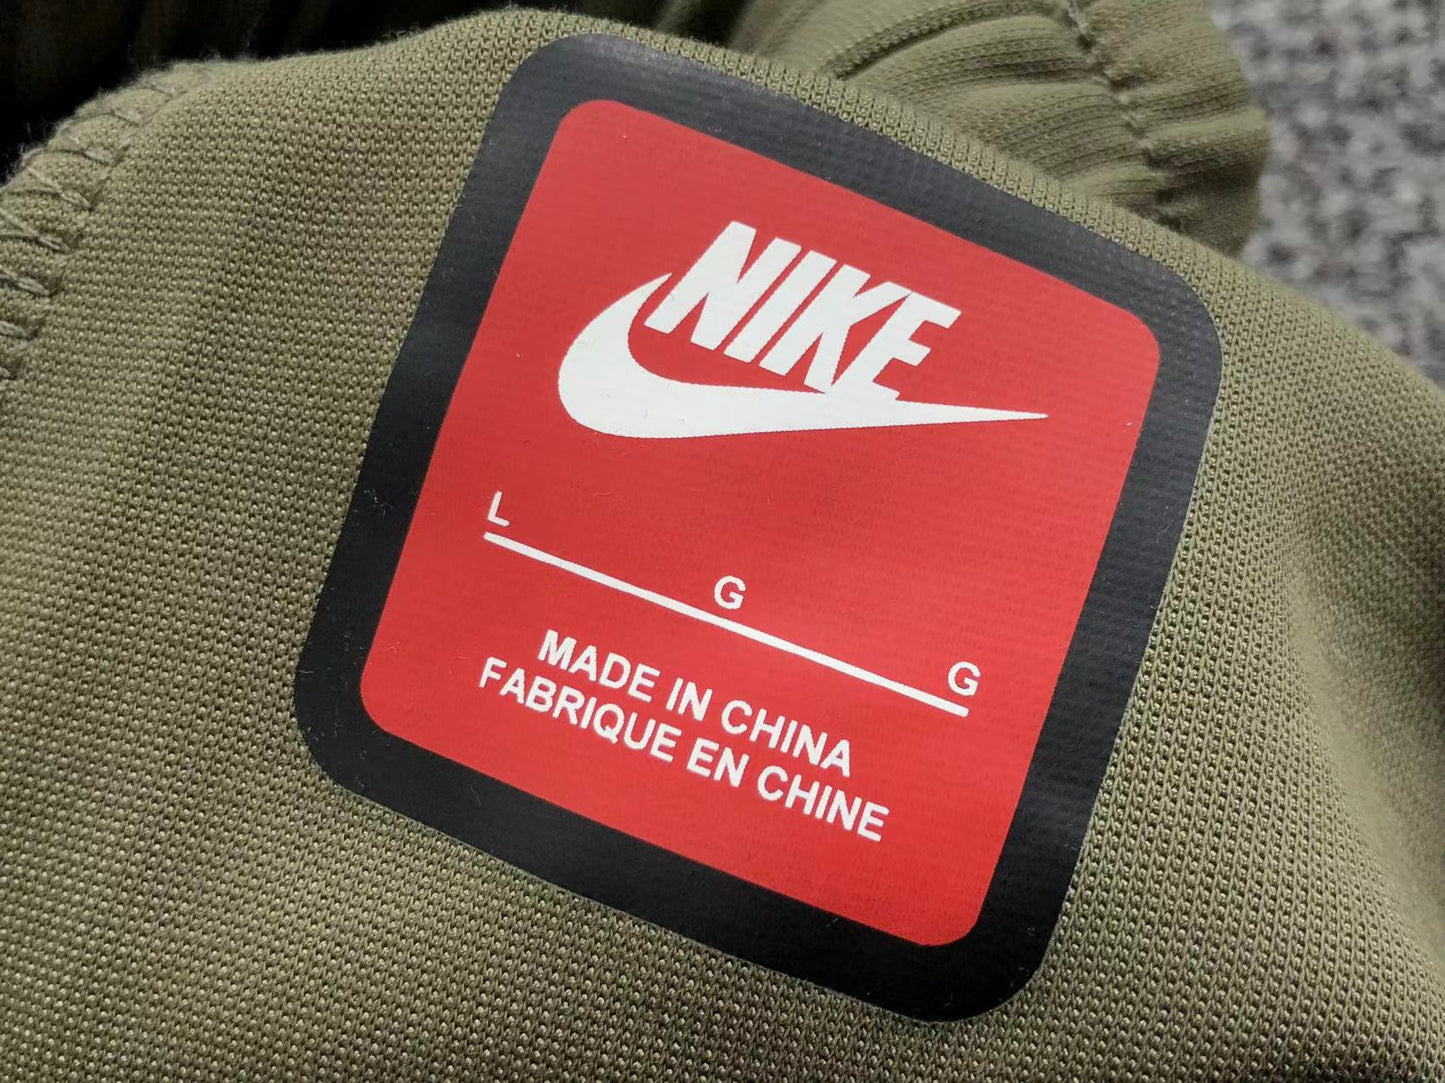 NIKE
L G G
MADE IN CHINA
FABRIQUE EN CHINE